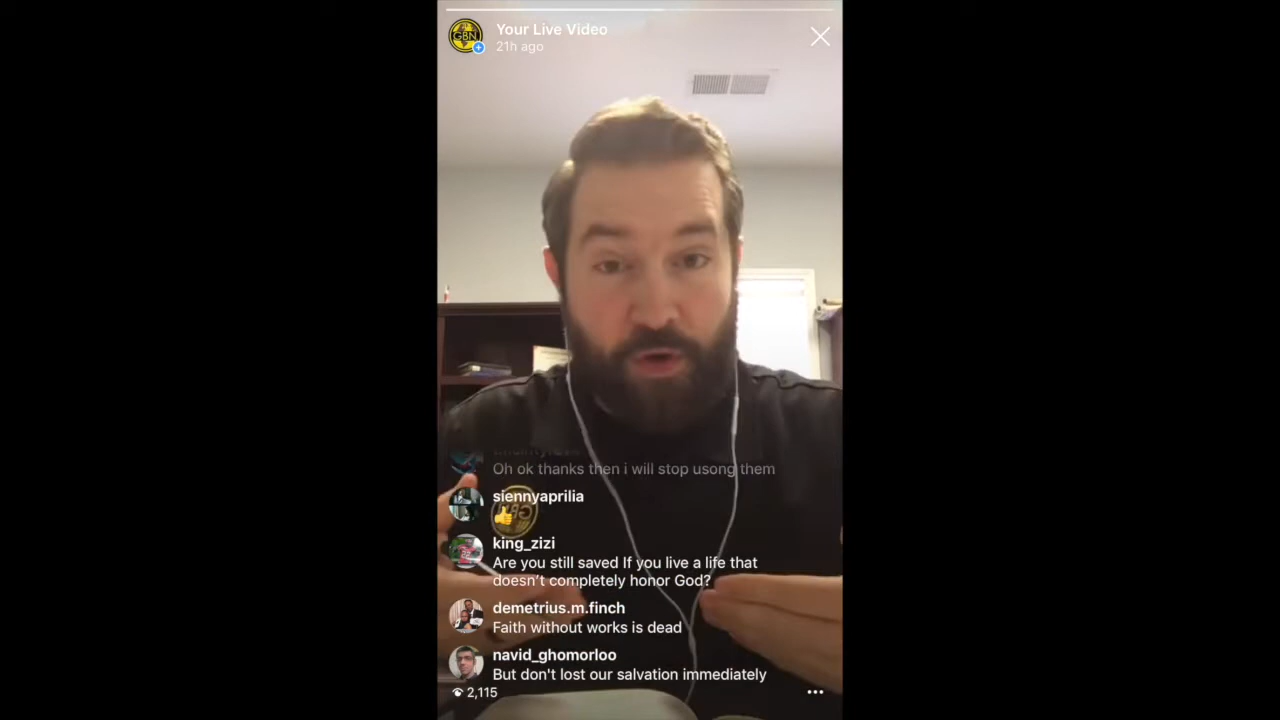 GBN
Your Live Video
21h ago
Oh ok thanks then i will stop usong them
siennyaprilia
👍
king_zizi
Are you still saved If you live a life that
doesn't completely honor God?
demetrius.m.finch
Faith without works is dead
navid_ghomorloo
But don't lost our salvation immediately
2,115